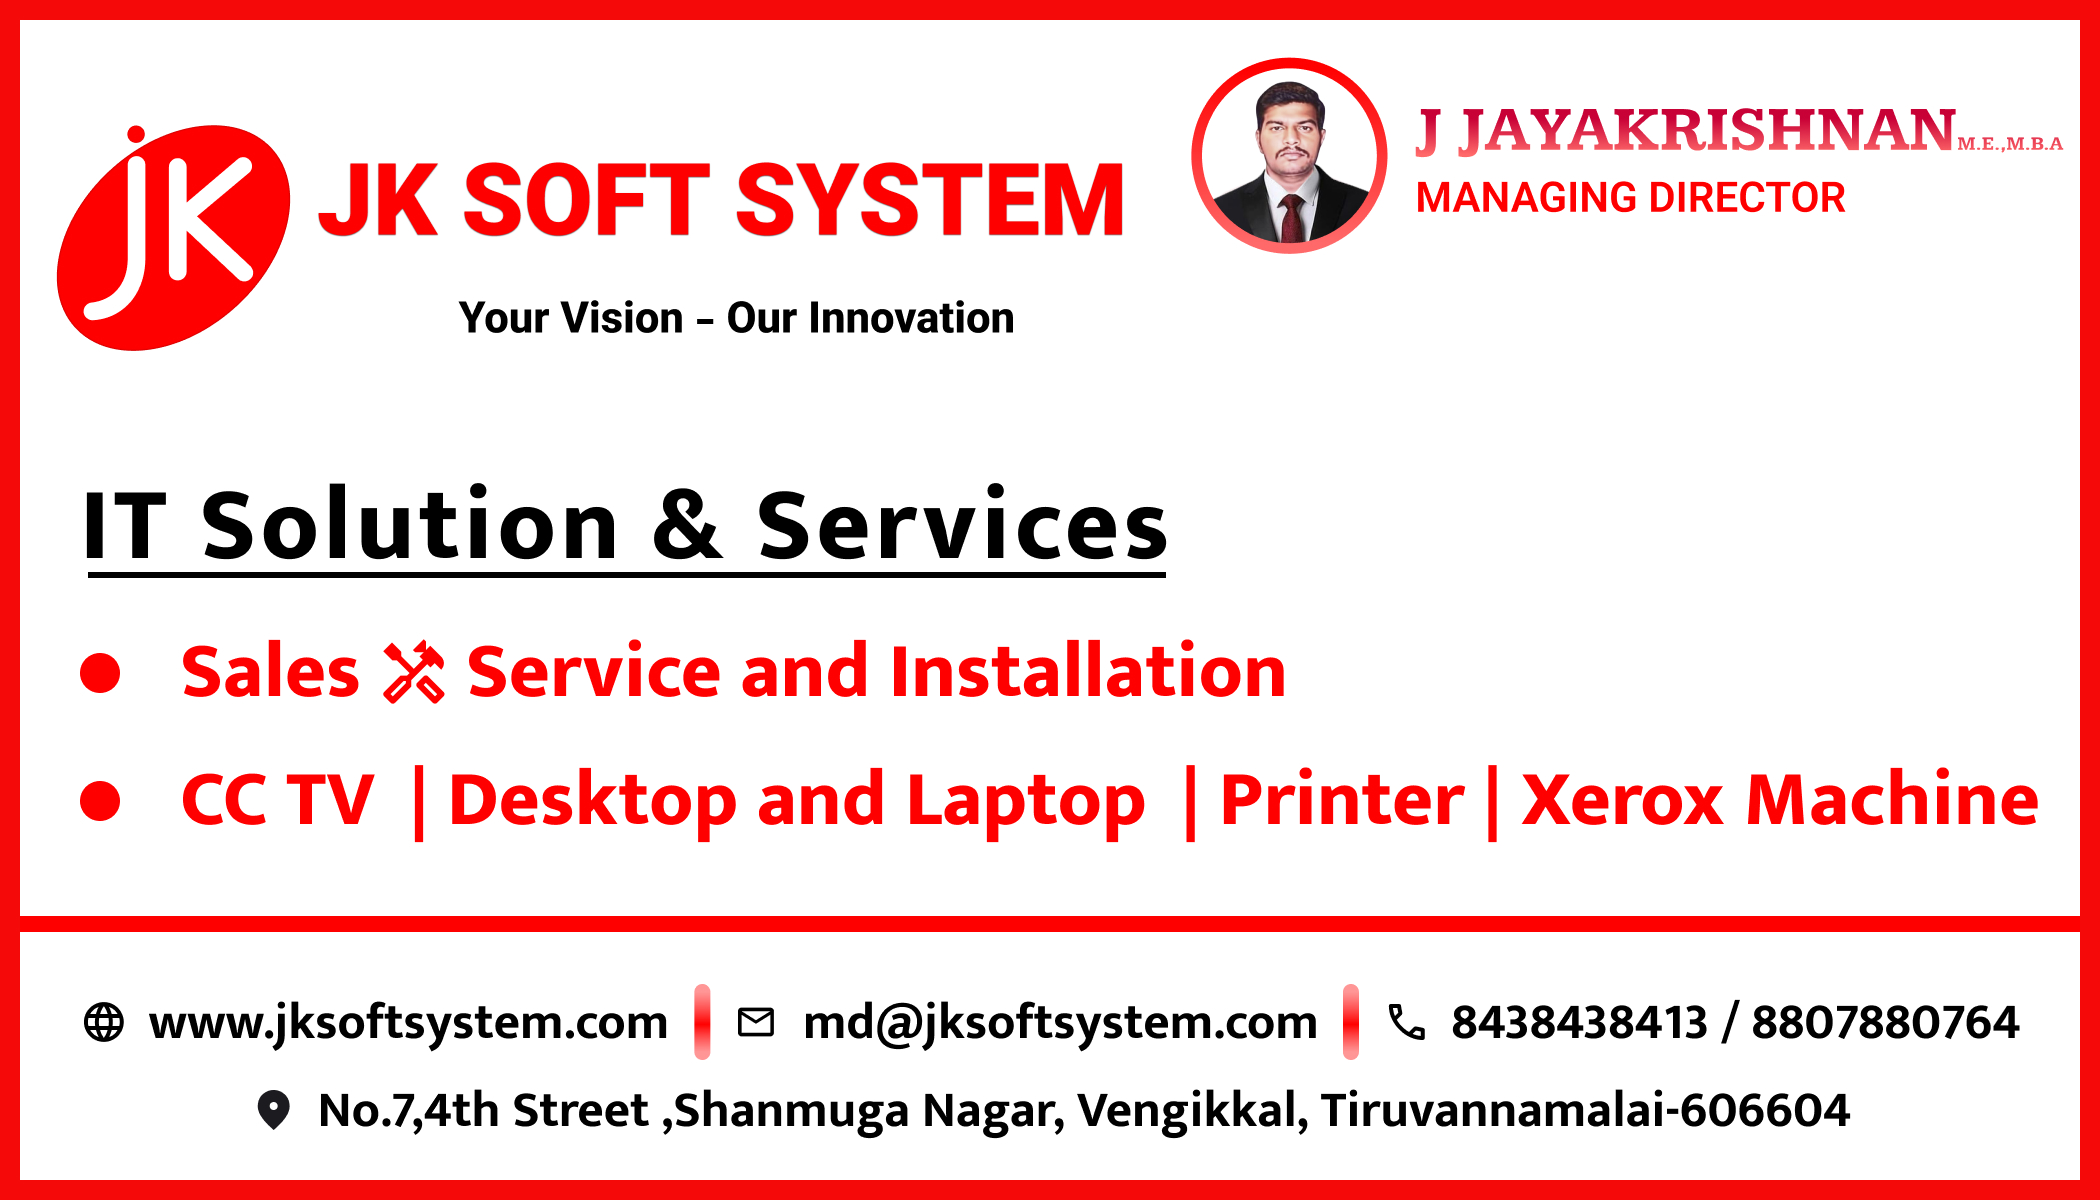 jK
JK SOFT SYSTEM
Your Vision - Our Innovation
J JAYAKRISHNAN M.E.,M.B.A
MANAGING DIRECTOR
IT Solution & Services
Sales Service and Installation
CC TV | Desktop and Laptop | Printer | Xerox Machine
www.jksoftsystem.com md@jksoftsystem.com 8438438413 / 8807880764
No.7,4th Street ,Shanmuga Nagar, Vengikkal, Tiruvannamalai-606604